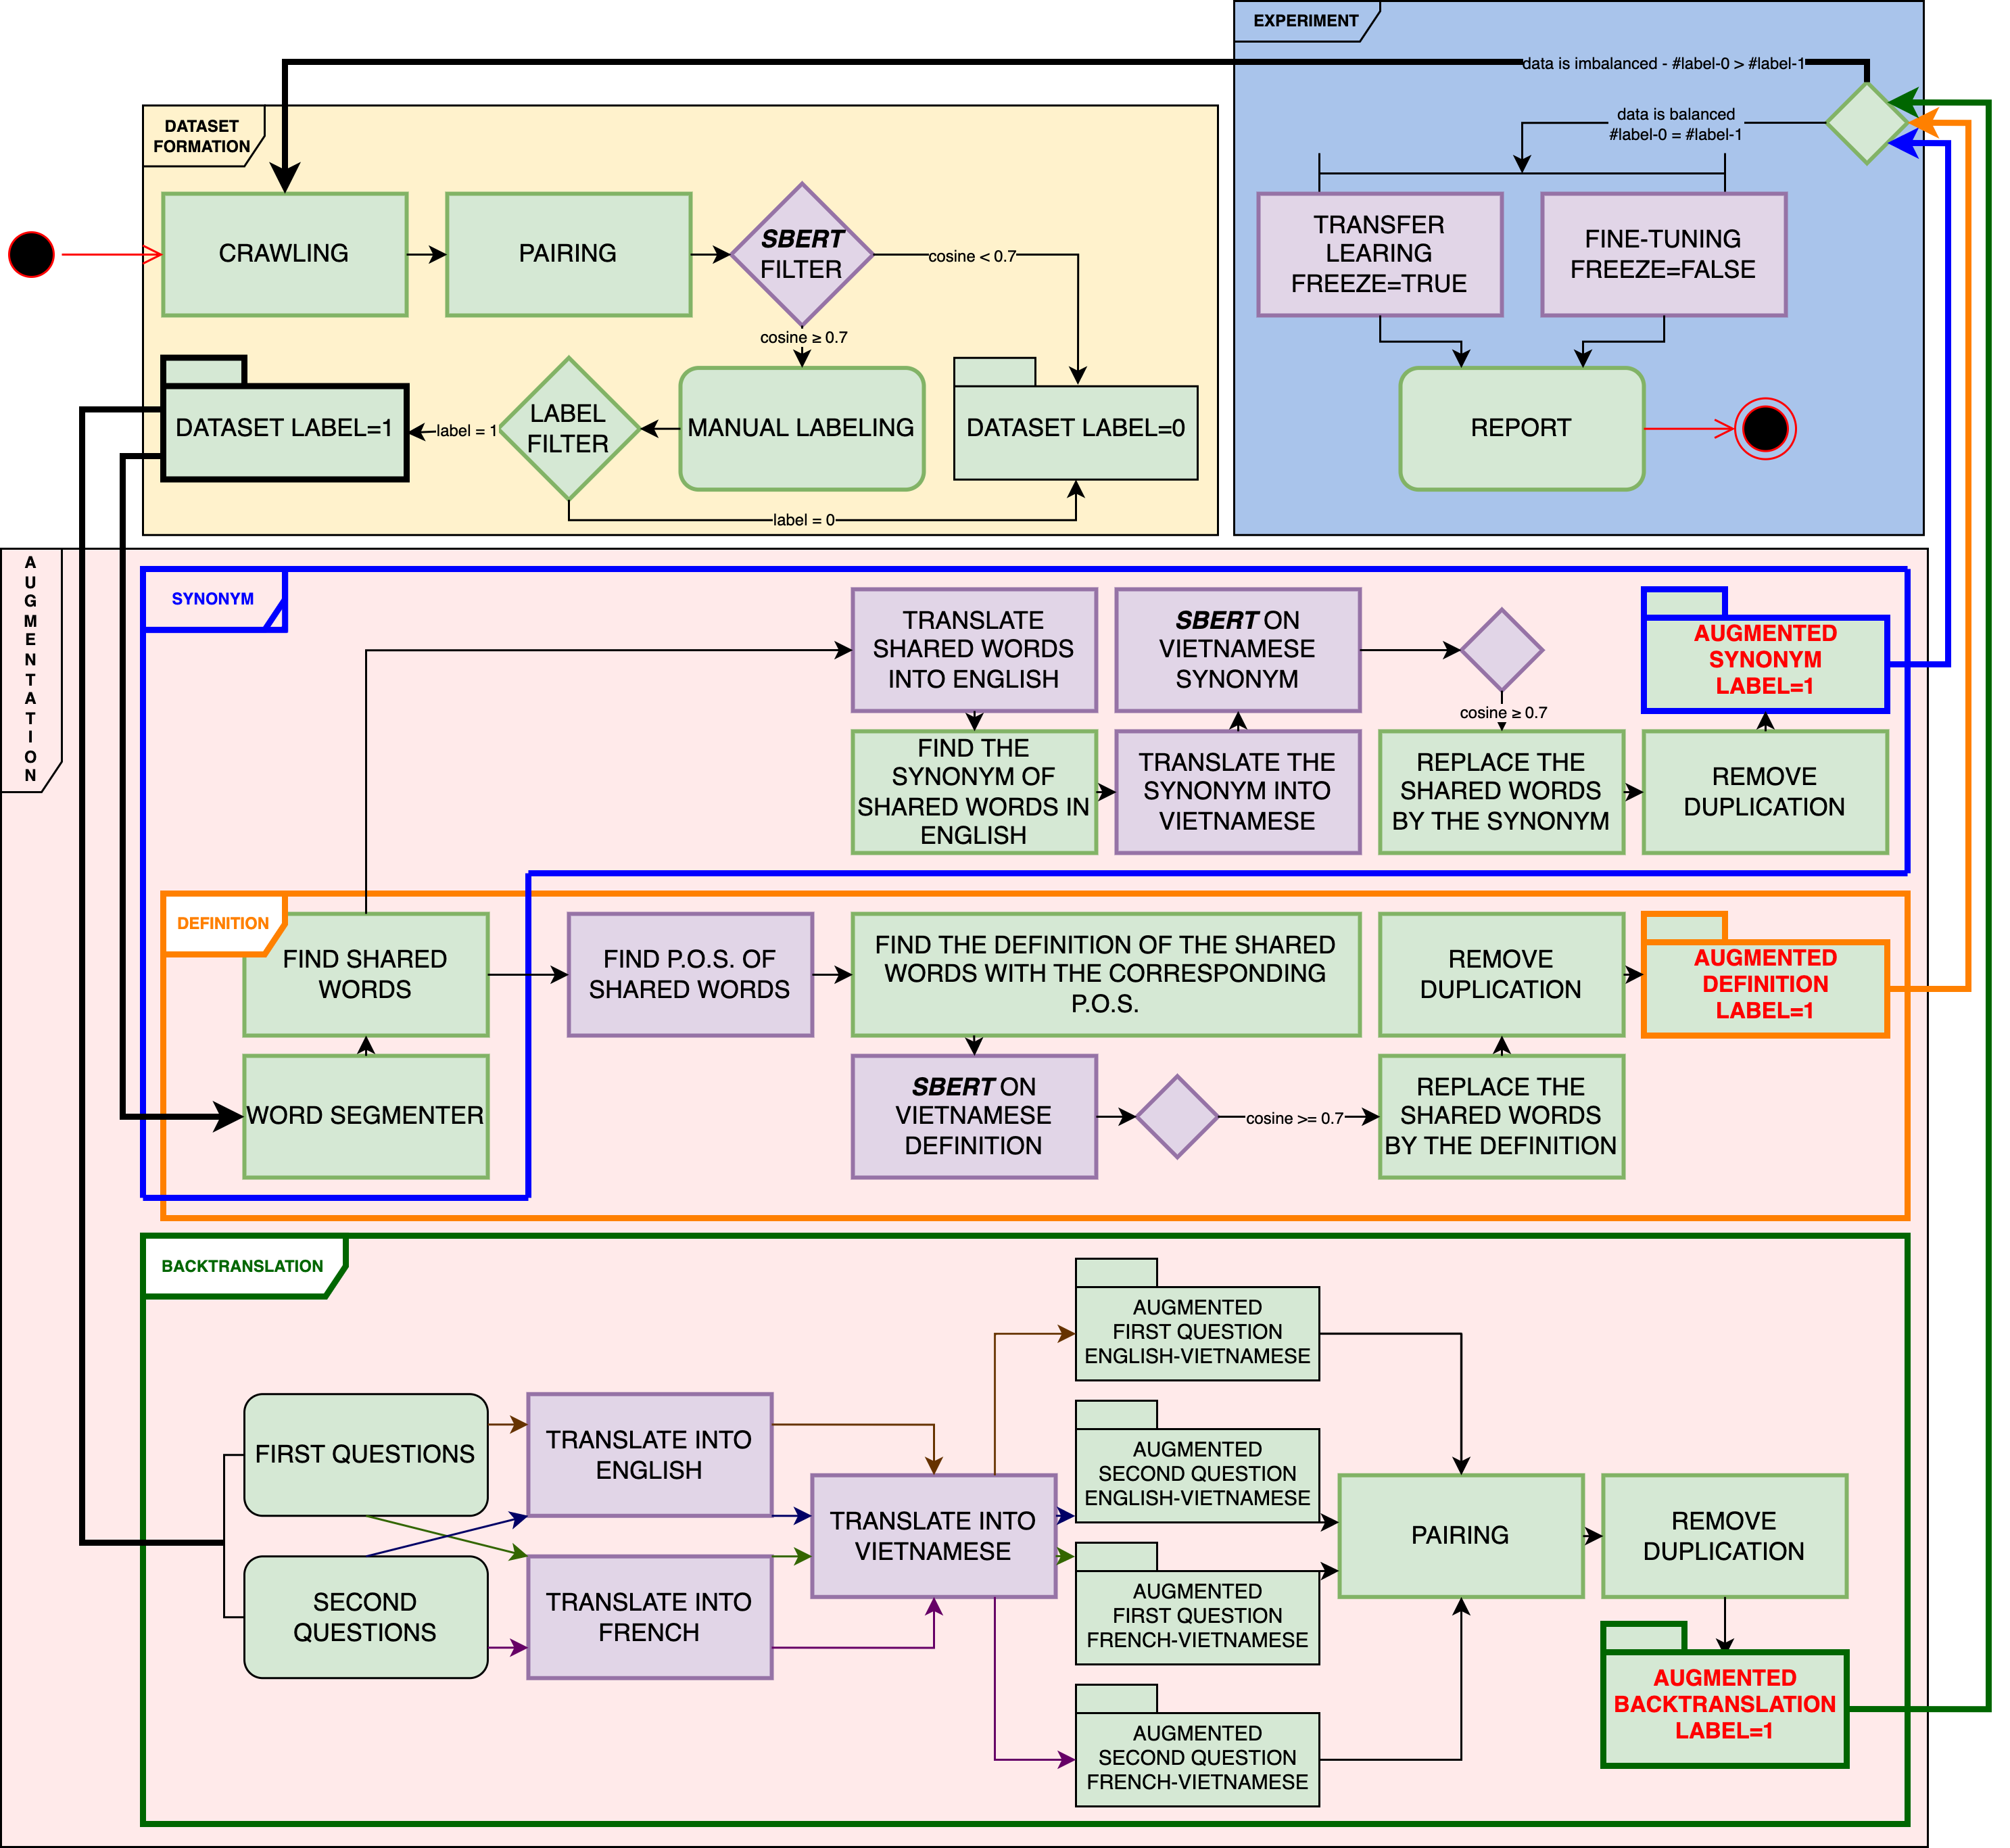 EXPERIMENT
data is imbalanced - #label-0 > #label-1
data is balanced
#label-0 = #label-1
TRANSFER
LEARING
FREEZE=TRUE
FINE-TUNING
FREEZE=FALSE
REPORT
DATASET
FORMATION
CRAWLING
PAIRING
SBERT
FILTER
cosine < 0.7
cosine ≥ 0.7
DATASET LABEL=1
label = 1
LABEL
FILTER
MANUAL LABELING
DATASET LABEL=0
label = 0
A
U
G
M
E
N
T
A
T
I
O
N
SYNONYM
TRANSLATE
SHARED WORDS
INTO ENGLISH
SBERT ON
VIETNAMESE
SYNONYM
cosine ≥ 0.7
AUGMENTED
SYNONYM
LABEL=1
FIND THE
SYNONYM OF
SHARED WORDS IN
ENGLISH
TRANSLATE THE
SYNONYM INTO
VIETNAMESE
REPLACE THE
SHARED WORDS
BY THE SYNONYM
REMOVE
DUPLICATION
DEFINITION
FIND SHARED
WORDS
FIND P.O.S. OF
SHARED WORDS
FIND THE DEFINITION OF THE SHARED
WORDS WITH THE CORRESPONDING
P.O.S.
REMOVE
DUPLICATION
AUGMENTED
DEFINITION
LABEL=1
WORD SEGMENTER
SBERT ON
VIETNAMESE
DEFINITION
cosine >= 0.7
REPLACE THE
SHARED WORDS
BY THE DEFINITION
BACKTRANSLATION
FIRST QUESTIONS
SECOND
QUESTIONS
TRANSLATE INTO
ENGLISH
TRANSLATE INTO
FRENCH
TRANSLATE INTO
VIETNAMESE
AUGMENTED
FIRST QUESTION
ENGLISH-VIETNAMESE
AUGMENTED
SECOND QUESTION
ENGLISH-VIETNAMESE
AUGMENTED
FIRST QUESTION
FRENCH-VIETNAMESE
AUGMENTED
SECOND QUESTION
FRENCH-VIETNAMESE
PAIRING
REMOVE
DUPLICATION
AUGMENTED
BACKTRANSLATION
LABEL=1